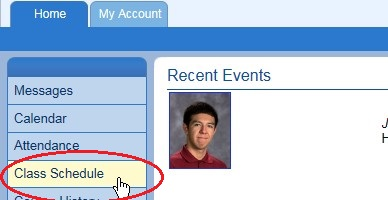 Home
My Account
Recent Events
Messages
Calendar
Attendance
Class Schedule